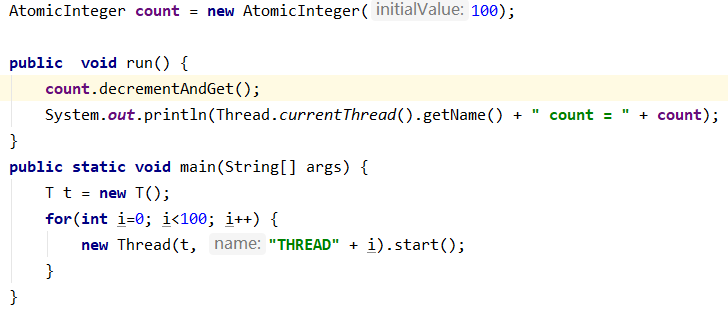 AtomicInteger count = new AtomicInteger( initialValue: 100);
public  void run() {
count.decrementAndGet();
System.out.println(Thread.currentThread().getName() + " count = " + count);
}
public static void main(String[] args) {
T t = new T();
for(int i=0; i<100; i++) {
new Thread(t,  name: "THREAD" + i).start();
}
}